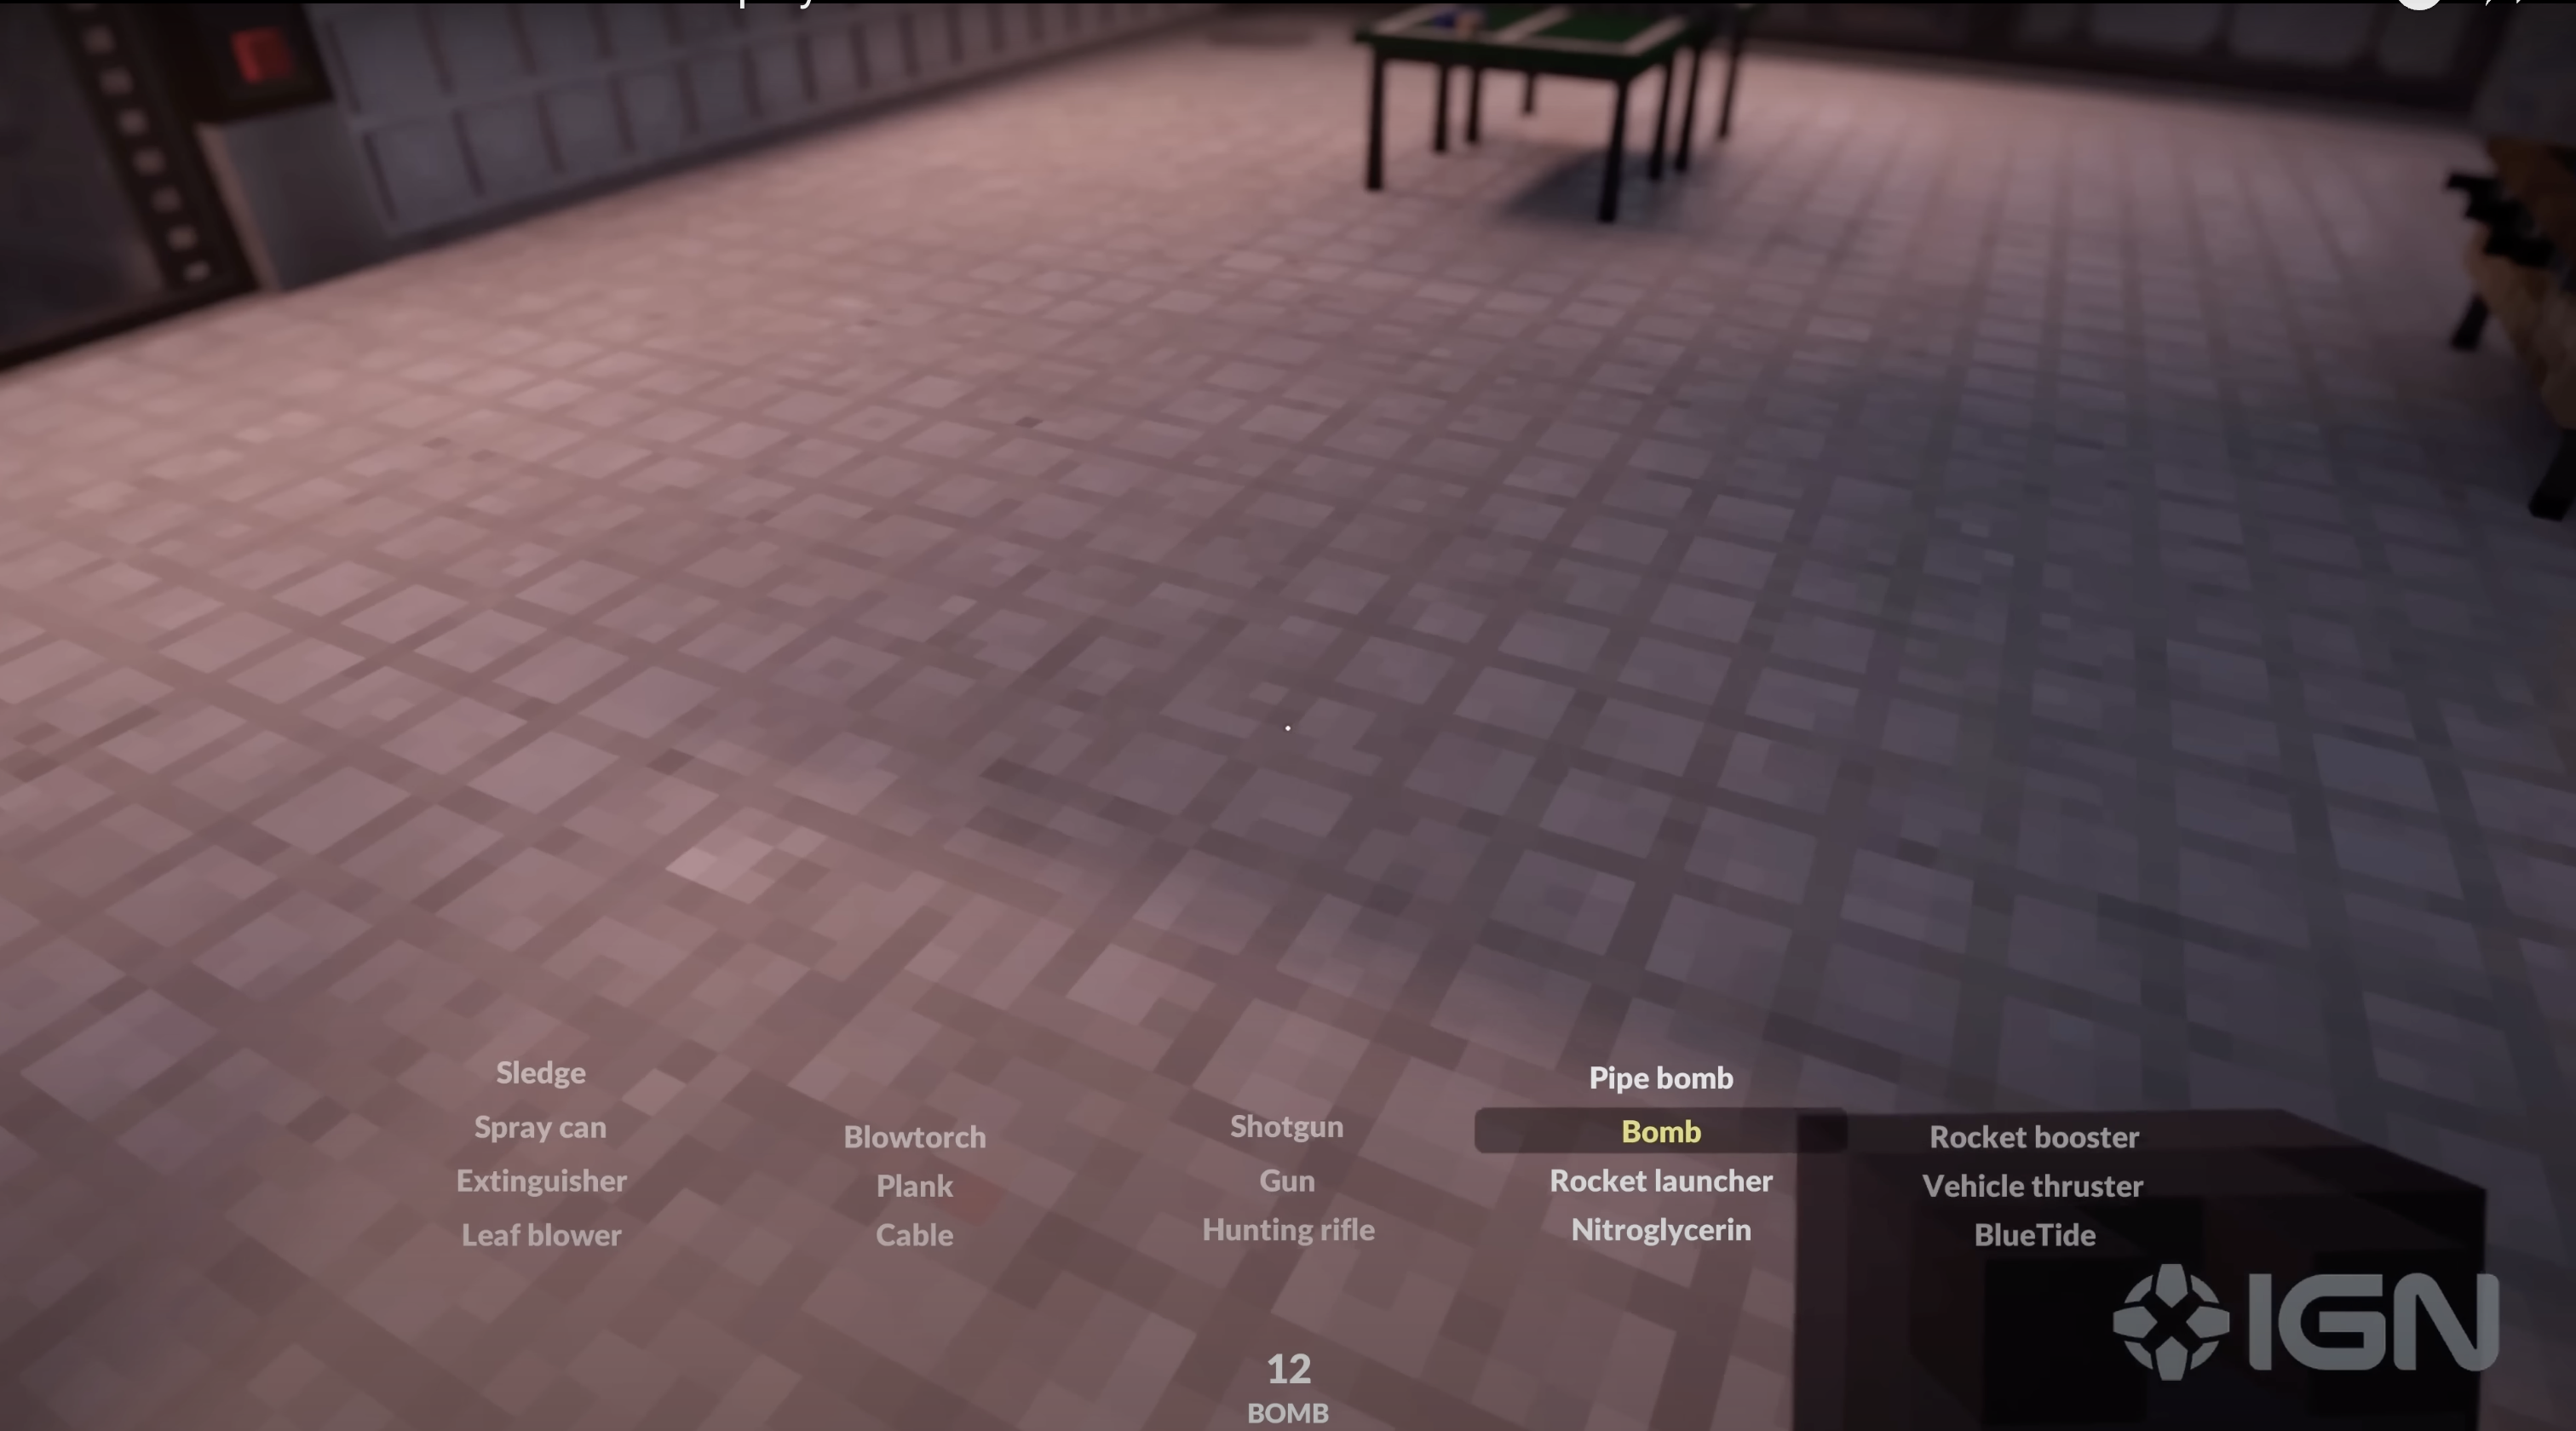 Sledge
Spray can
Extinguisher
Leaf blower
Blowtorch
Plank
Cable
Shotgun
Gun
Hunting rifle
Pipe bomb
Bomb
Rocket launcher
Nitroglycerin
Rocket booster
Vehicle thruster
BlueTide
IGN
12
BOMB